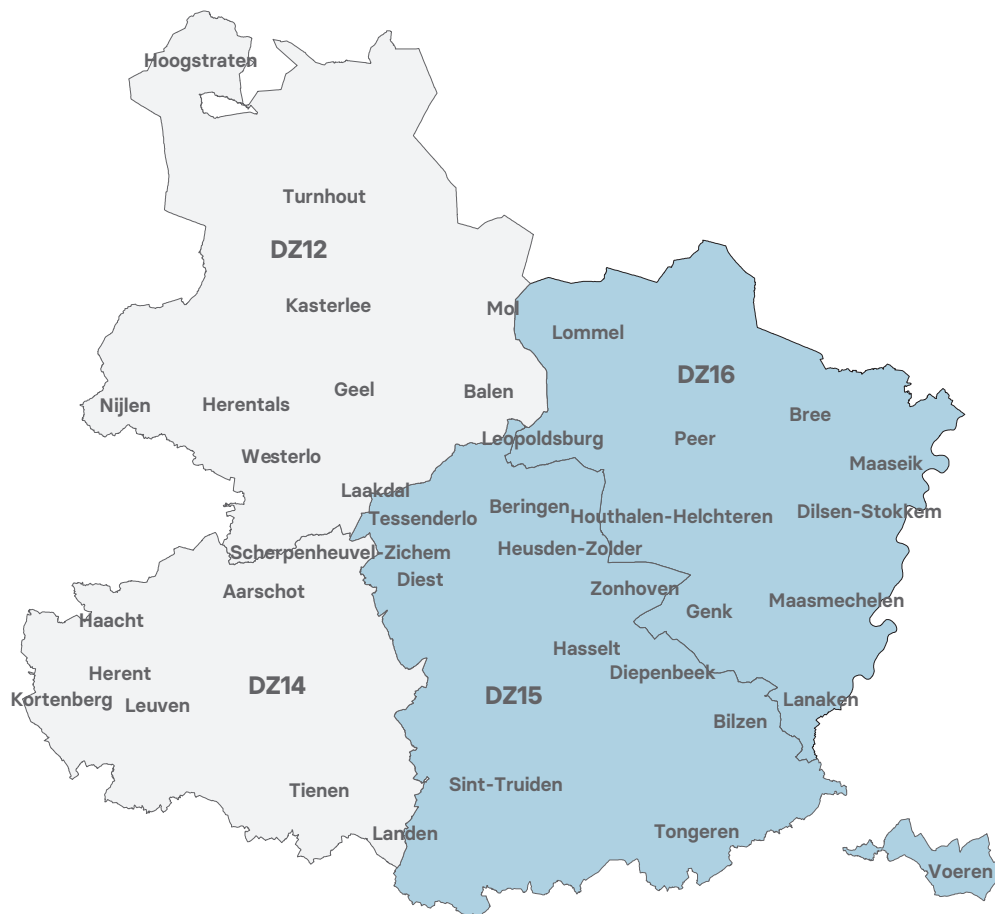 Hoogstraten
Turnhout
DZ12
Kasterlee
Mol
Lommel
DZ16
Geel
Balen
Nijlen
Herentals
Bree
Leopoldsburg
Peer
Westerlo
Maaseik
Laakdal
Beringen
Dilsen-Stokkem
Tessenderlo
Houthalen-Helchteren
Scherpenheuvel-Zichem
Heusden-Zolder
Diest
Aarschot
Zonhoven
Maasmechelen
Genk
Haacht
Hasselt
Herent
Diepenbeek
DZ14
DZ15
Kortenberg
Leuven
Lanaken
Bilzen
Sint-Truiden
Tienen
Landen
Tongeren
Voeren